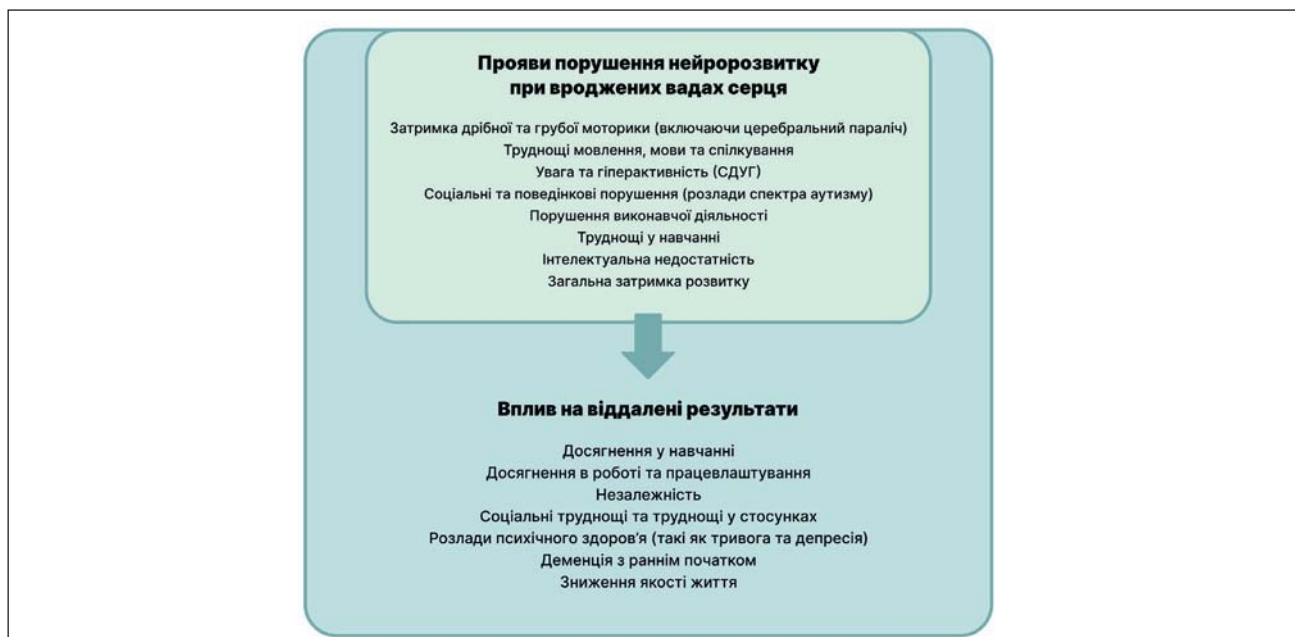 Прояви порушення нейророзвитку
при вроджених вадах серця
Затримка дрібної та грубої моторики (включаючи церебральний параліч)
Труднощі мовлення, мови та спілкування
Увага та гіперактивність (СДУГ)
Соціальні та поведінкові порушення (розлади спектра аутизму)
Порушення виконавчої діяльності
Труднощі у навчанні
Інтелектуальна недостатність
Загальна затримка розвитку
Вплив на віддалені результати
Досягнення у навчанні
Досягнення в роботі та працевлаштування
Незалежність
Соціальні труднощі та труднощі у стосунках
Розлади психічного здоров'я (такі як тривога та депресія)
Деменція з раннім початком
Зниження якості життя